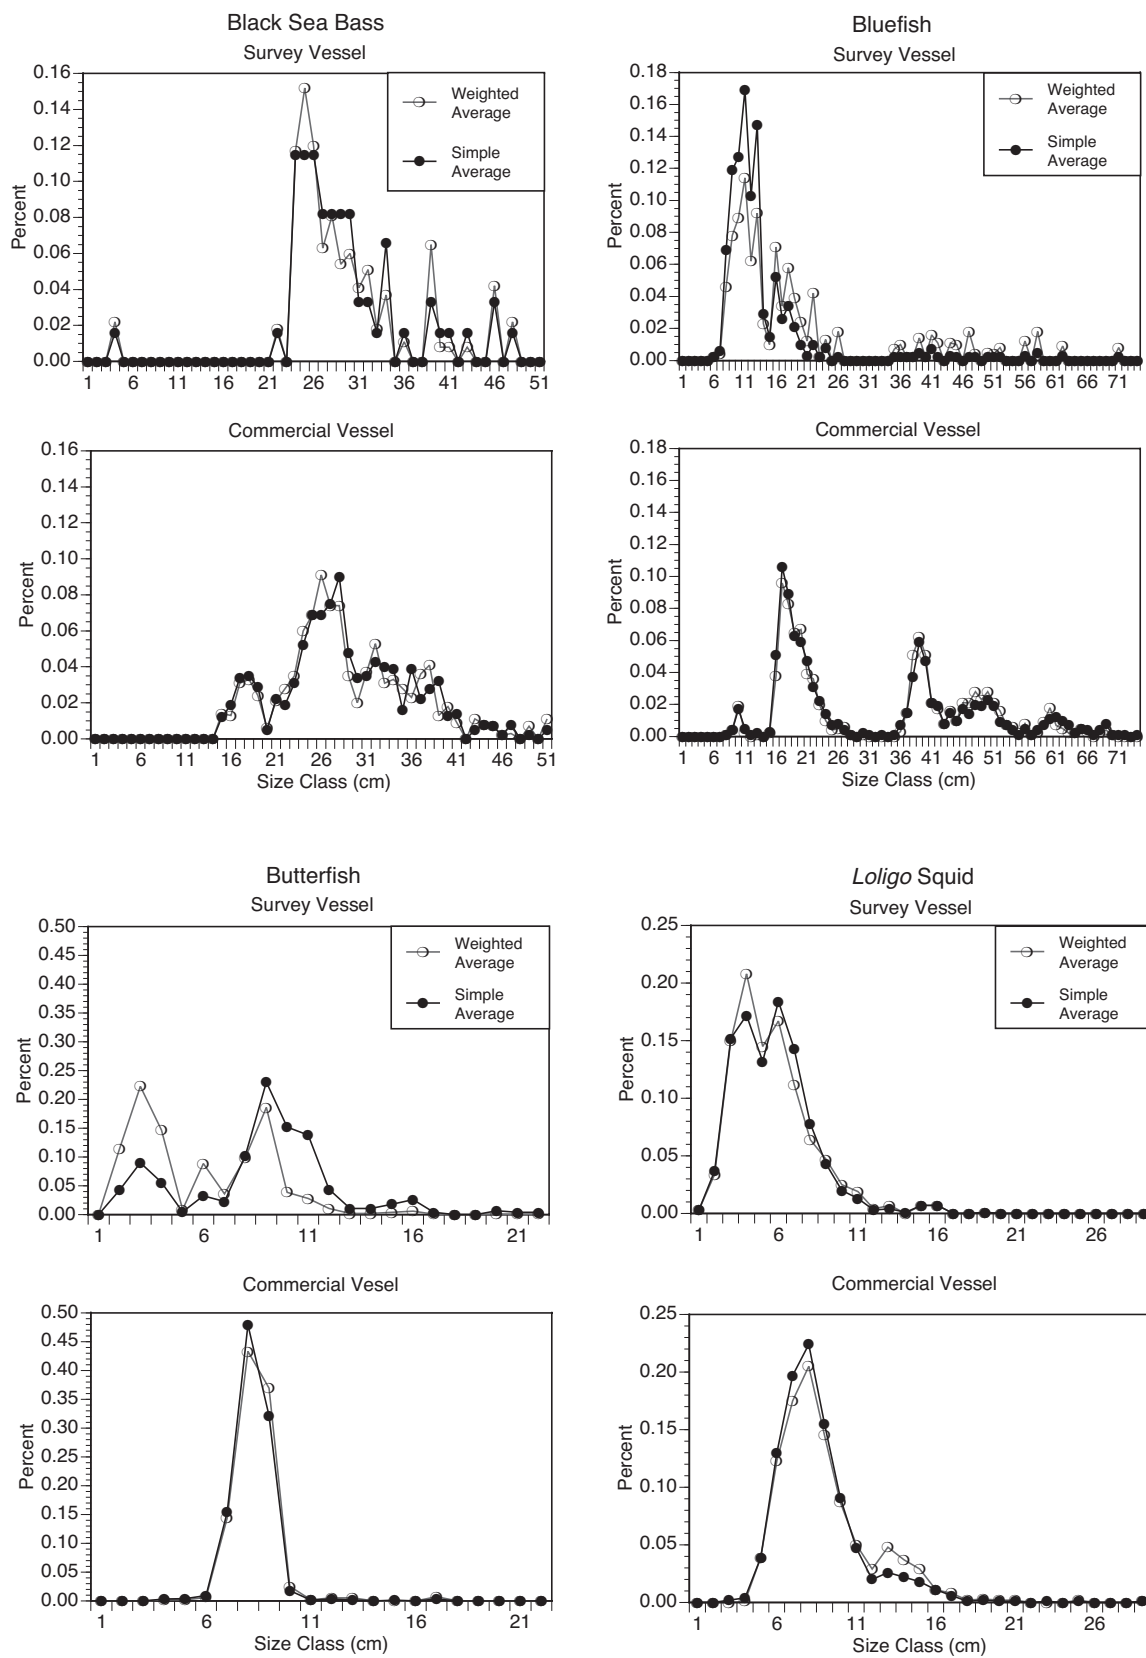 Black Sea Bass
Survey Vessel
0.16
0.14
0.12
0.10
0.08
0.06
0.04
0.02
0.00
Percent
Weighted
Average
Simple
Average
1 6 11 16 21 26 31 36 41 46 51
Commercial Vessel
0.16
0.14
0.12
0.10
0.08
0.06
0.04
0.02
0.00
Percent
1 6 11 16 21 26 31 36 41 46 51
Size Class (cm)
Bluefish
Survey Vessel
0.18
0.16
0.14
0.12
0.10
0.08
0.06
0.04
0.02
0.00
Percent
Weighted
Average
Simple
Average
1 6 11 16 21 26 31 36 41 46 51 56 61 66 71
Commercial Vessel
0.18
0.16
0.14
0.12
0.10
0.08
0.06
0.04
0.02
0.00
Percent
1 6 11 16 21 26 31 36 41 46 51 56 61 66 71
Size Class (cm)
Butterfish
Survey Vessel
0.50
0.45
0.40
0.35
0.30
0.25
0.20
0.15
0.10
0.05
0.00
Percent
Weighted
Average
Simple
Average
1 6 11 16 21
Commercial Vesel
0.50
0.45
0.40
0.35
0.30
0.25
0.20
0.15
0.10
0.05
0.00
Percent
1 6 11 16 21
Size Class (cm)
Loligo Squid
Survey Vessel
0.25
0.20
0.15
0.10
0.05
0.00
Percent
Weighted
Average
Simple
Average
1 6 11 16 21 26
Commercial Vessel
0.25
0.20
0.15
0.10
0.05
0.00
Percent
1 6 11 16 21 26
Size Class (cm)